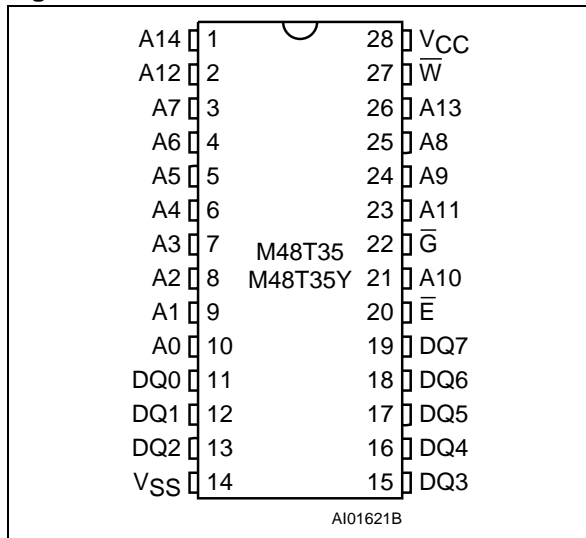 A14 1 28 VCC
A12 2 27 W̅
A7 3 26 A13
A6 4 25 A8
A5 5 24 A9
A4 6 23 A11
A3 7 M48T35 22 G̅
A2 8 M48T35Y 21 A10
A1 9 20 E̅
A0 10 19 DQ7
DQ0 11 18 DQ6
DQ1 12 17 DQ5
DQ2 13 16 DQ4
VSS 14 15 DQ3
AI01621B